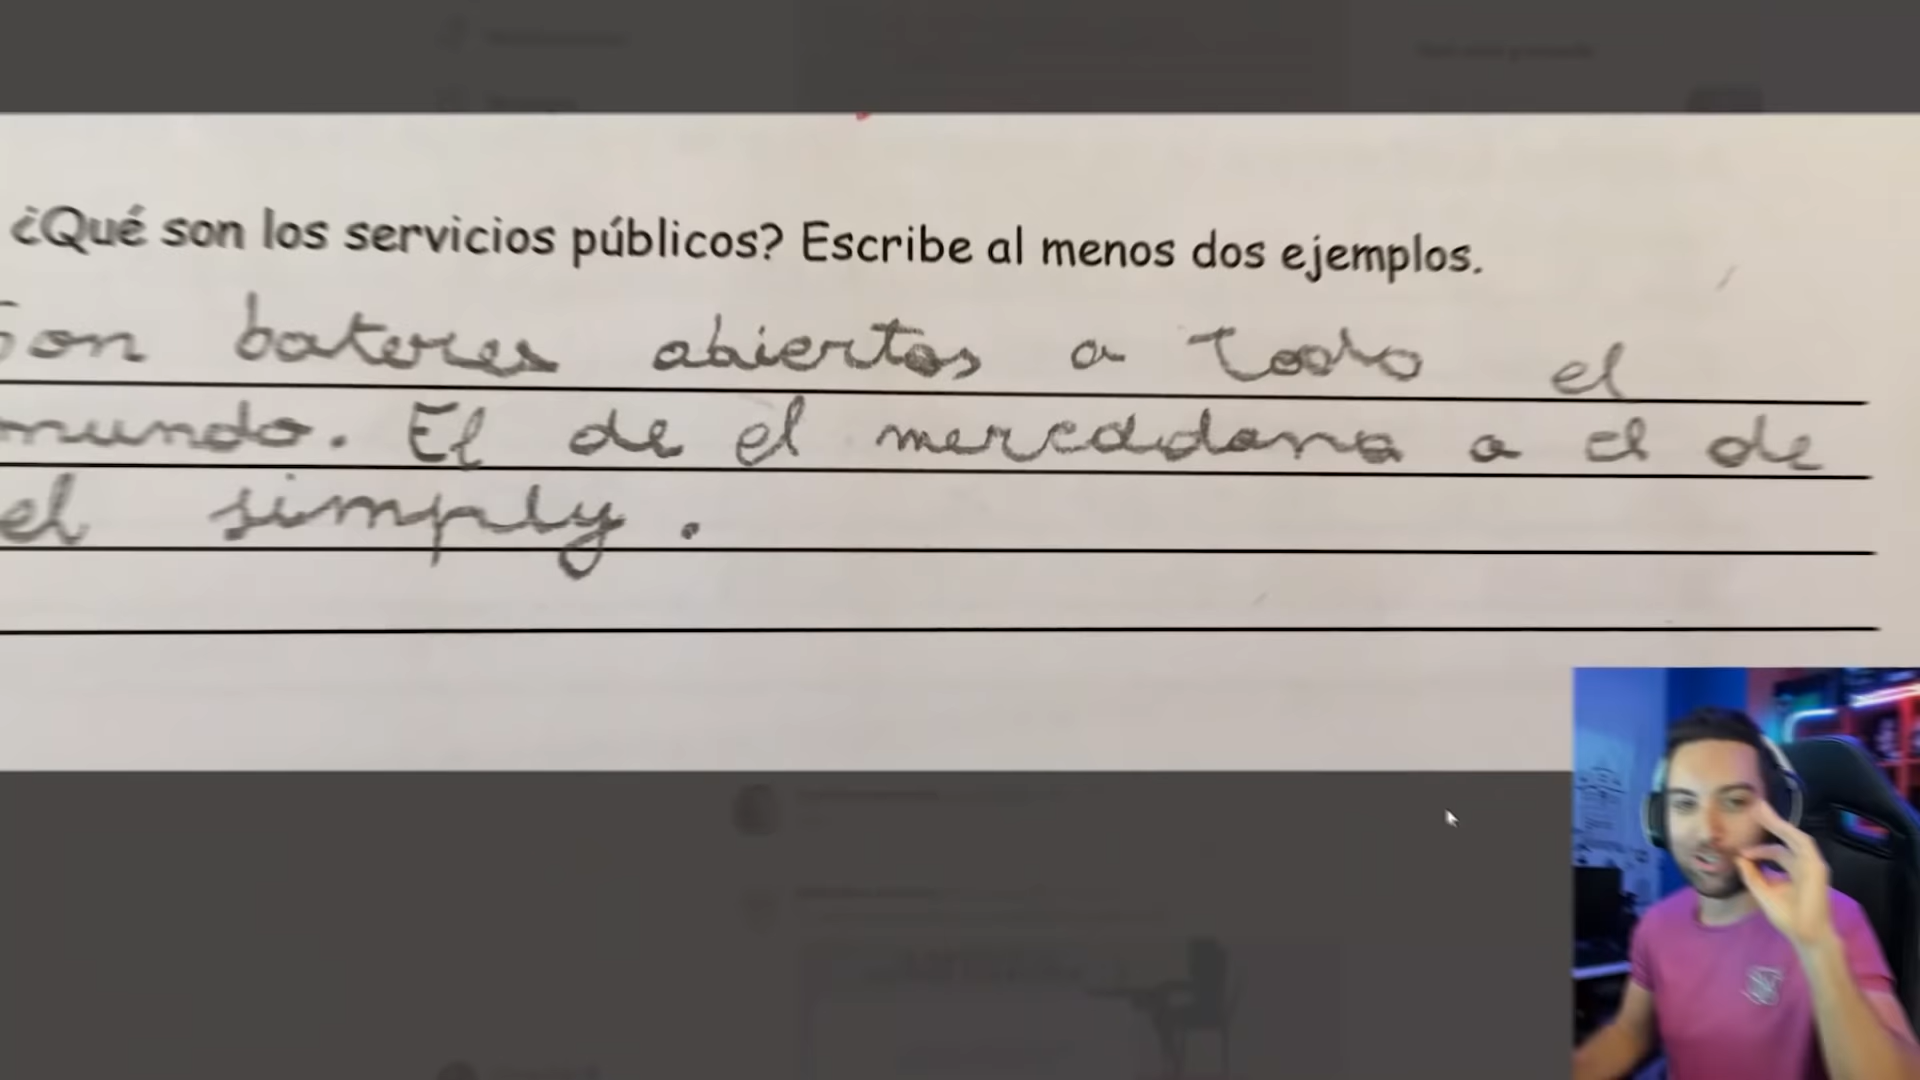 ¿Qué son los servicios públicos? Escribe al menos dos ejemplos.
Son bateres abiertos a todo el
mundo. El de el mercadona o el de
el simply.